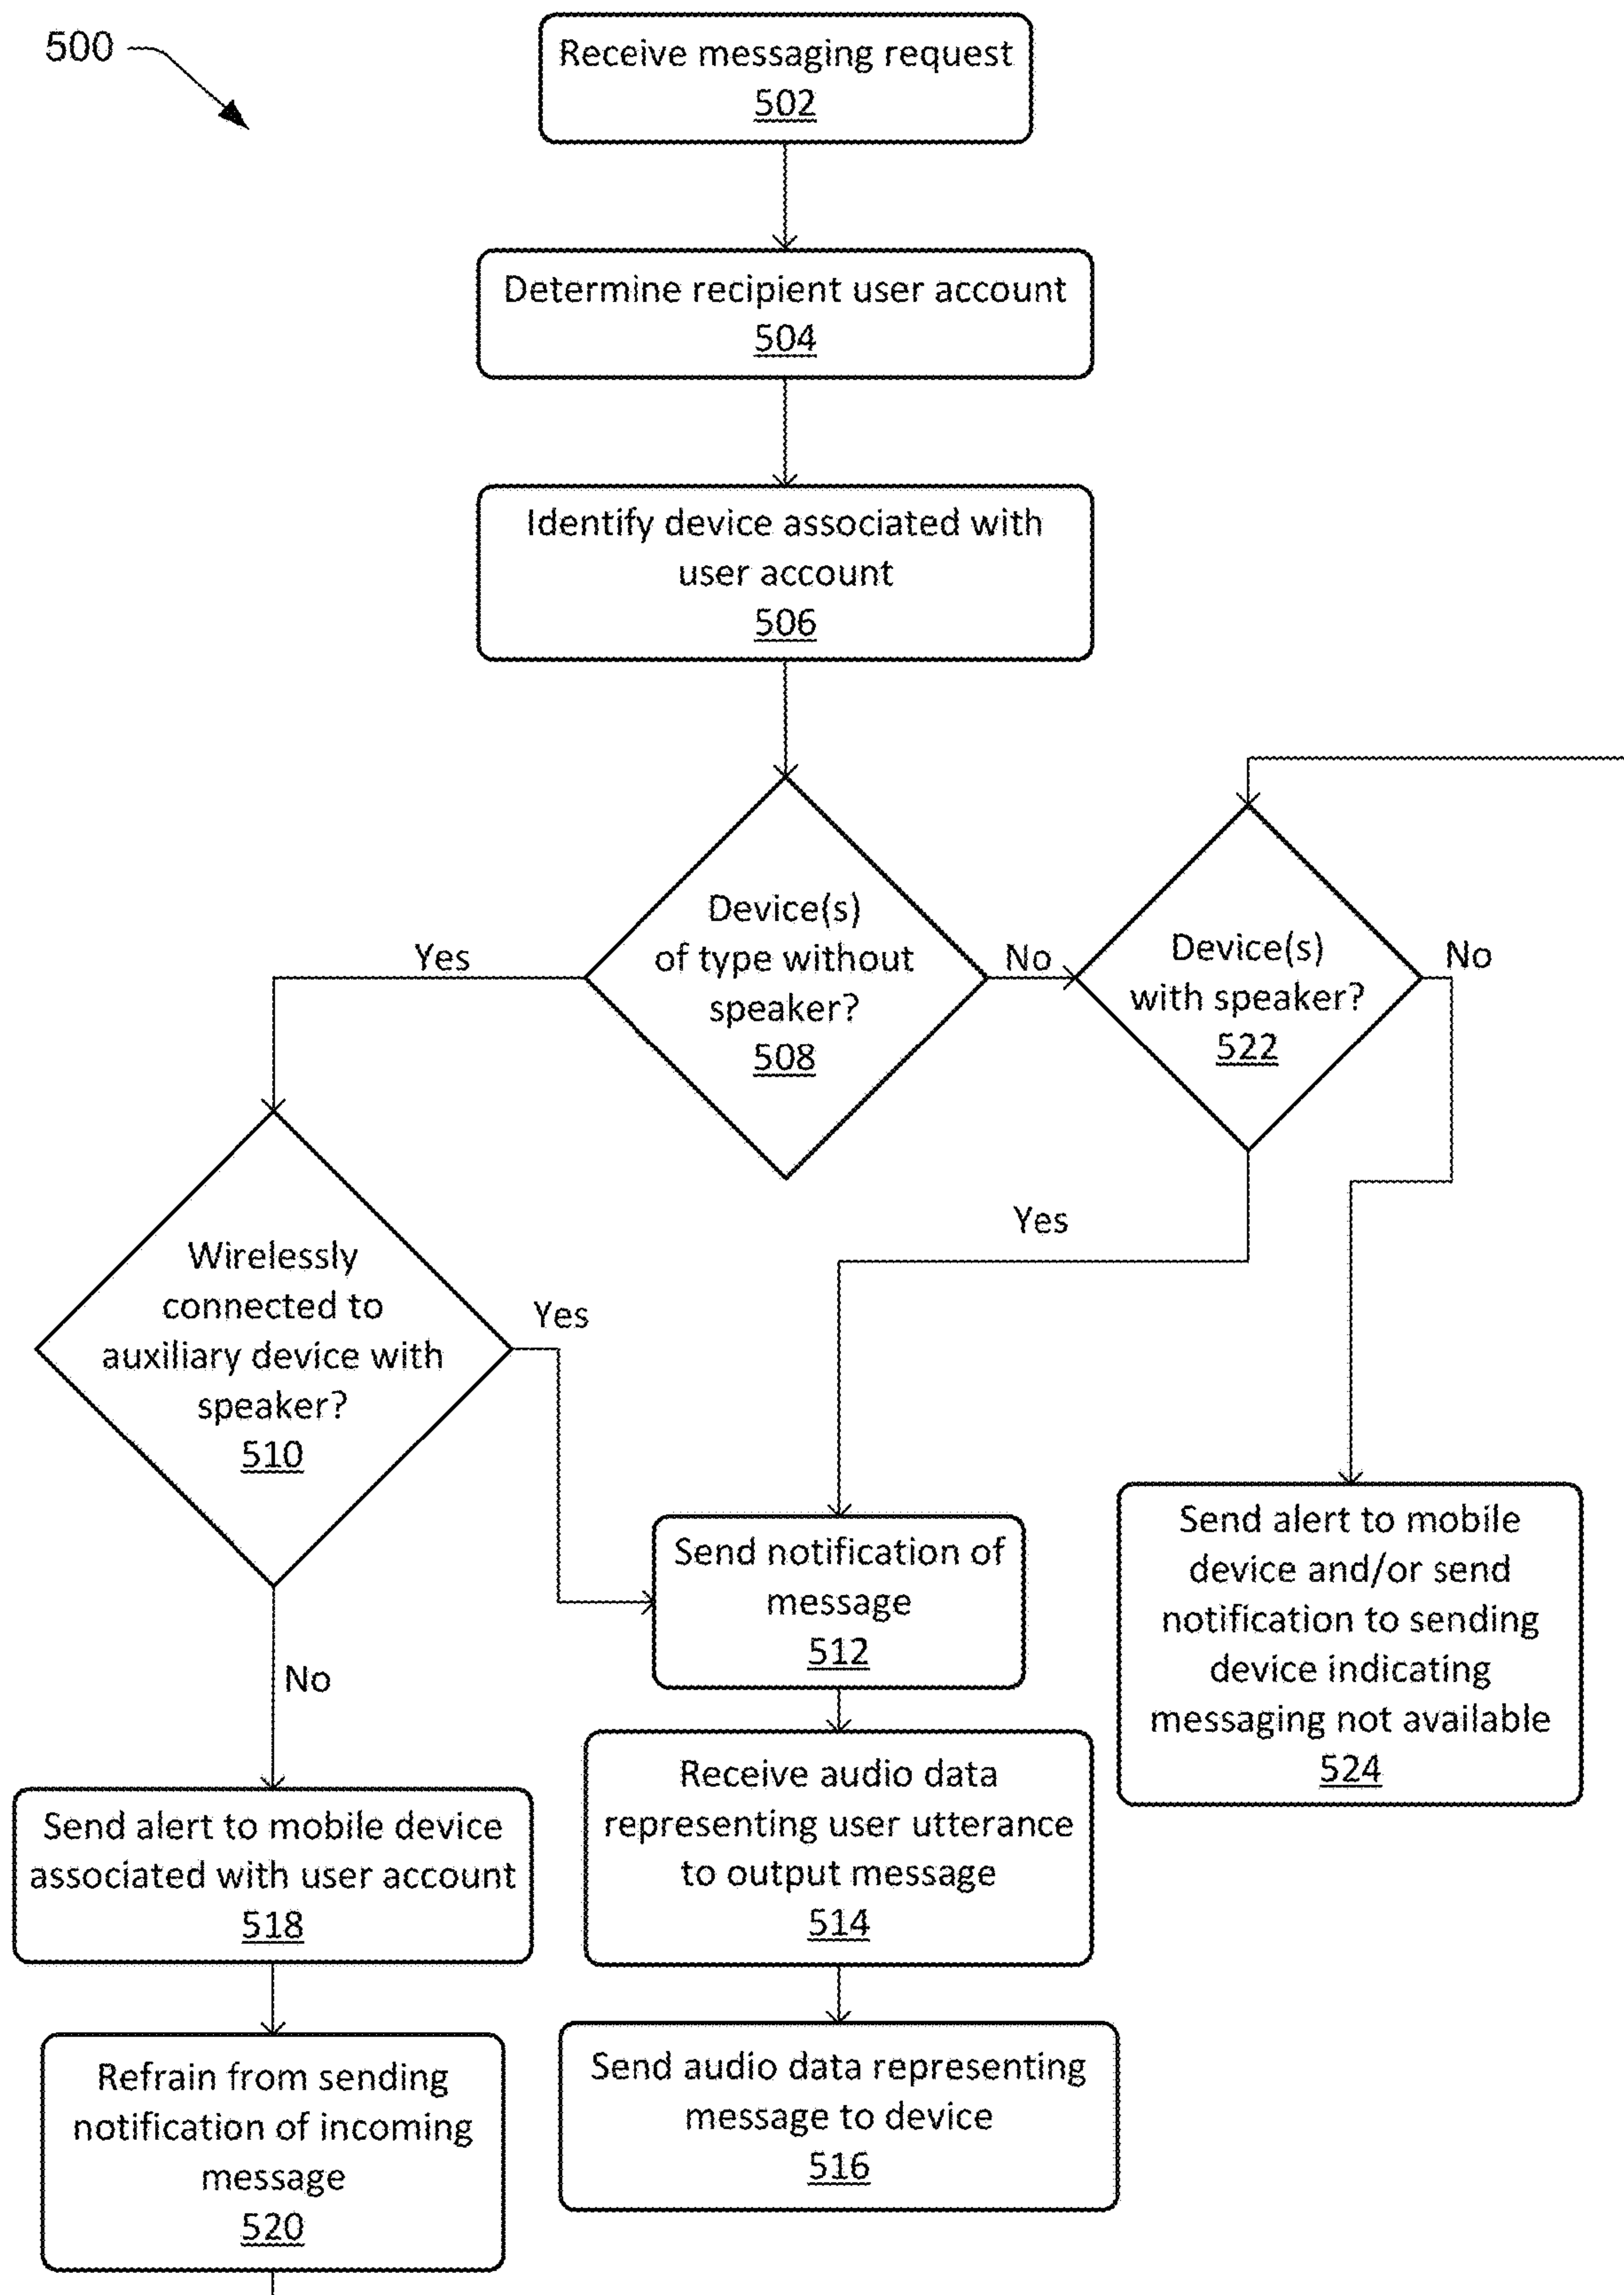 500
Receive messaging request
502
Determine recipient user account
504
Identify device associated with
user account
506
Device(s)
of type without
speaker?
508
Yes
No
Device(s)
with speaker?
522
No
Yes
Wirelessly
connected to
auxiliary device with
speaker?
510
Yes
No
Send notification of
message
512
Send alert to mobile
device and/or send
notification to sending
device indicating
messaging not available
524
Receive audio data
representing user utterance
to output message
514
Send alert to mobile device
associated with user account
518
Send audio data representing
message to device
516
Refrain from sending
notification of incoming
message
520